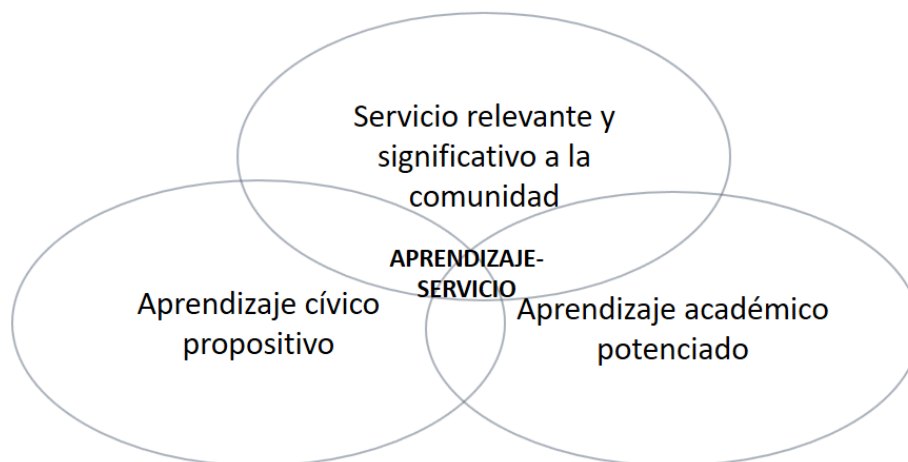 Servicio relevante y
significativo a la
comunidad
APRENDIZAJE-
SERVICIO
Aprendizaje cívico
propositivo
Aprendizaje académico
potenciado